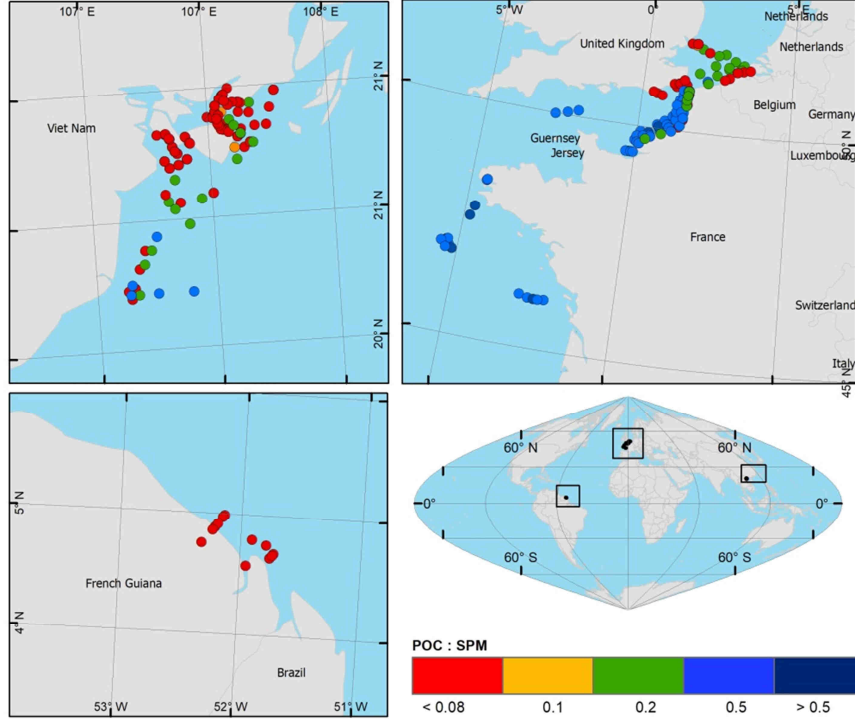 107° E
107° E
108° E
21° N
21° N
20° N
Viet Nam
5° W
0°
5° E
50° N
45° N
Netherlands
Netherlands
United Kingdom
Belgium
Germany
Luxembourg
Guernsey
Jersey
France
Switzerland
Italy
5° N
4° N
French Guiana
Brazil
53° W
52° W
51° W
60° N
60° N
0°
0°
60° S
60° S
POC : SPM
< 0.08
0.1
0.2
0.5
> 0.5